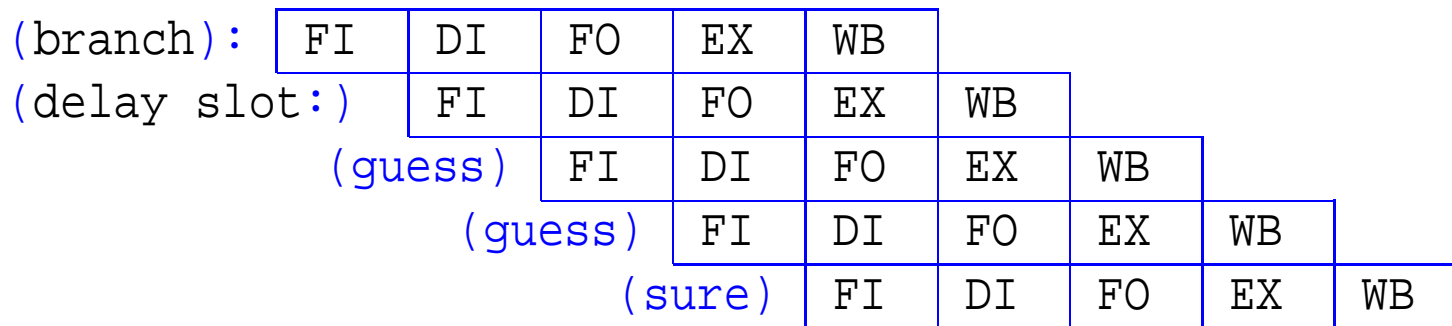 (branch): FI DI FO EX WB
(delay slot:) FI DI FO EX WB
(guess) FI DI FO EX WB
(guess) FI DI FO EX WB
(sure) FI DI FO EX WB